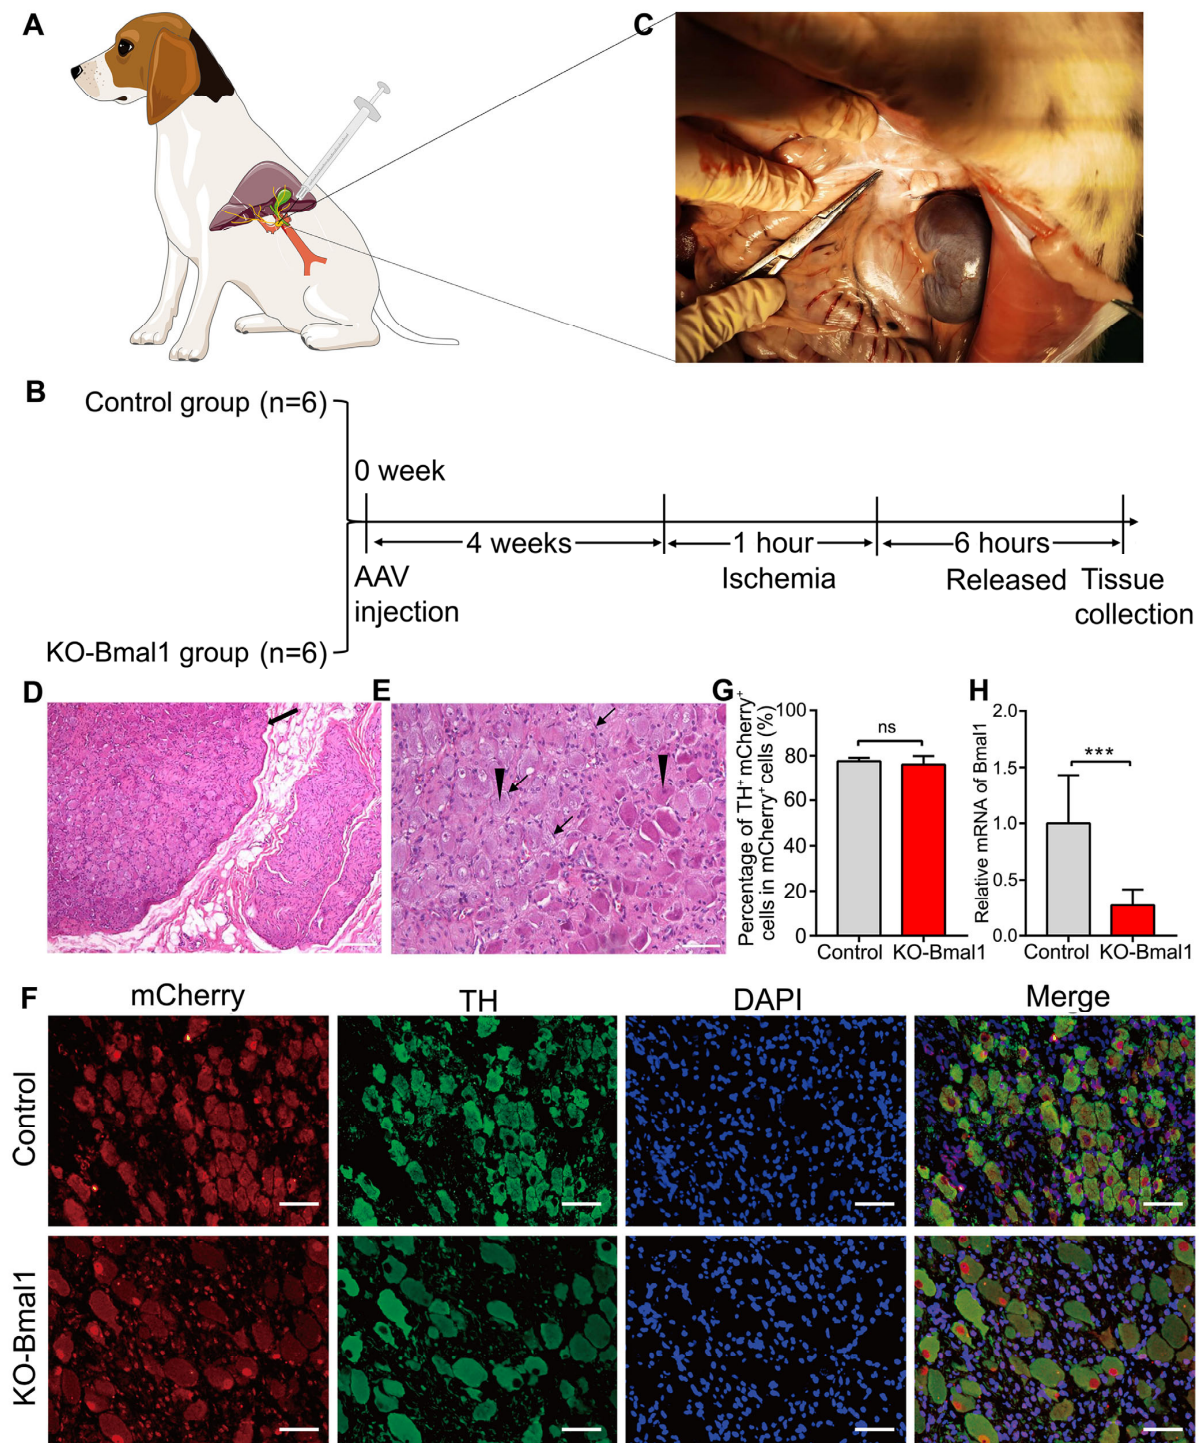 A
C
B
Control group (n=6)
0 week
4 weeks
1 hour
6 hours
AAV
injection
Ischemia
Released
Tissue
collection
KO-Bmal1 group (n=6)
D
E
G
Percentage of TH⁺ mCherry⁺
cells in mCherry⁺ cells (%)
100
80
60
40
20
0
ns
Control
KO-Bmal1
H
Relative mRNA of Bmal1
2.0
1.5
1.0
0.5
0.0
***
Control
KO-Bmal1
F
mCherry
TH
DAPI
Merge
Control
KO-Bmal1